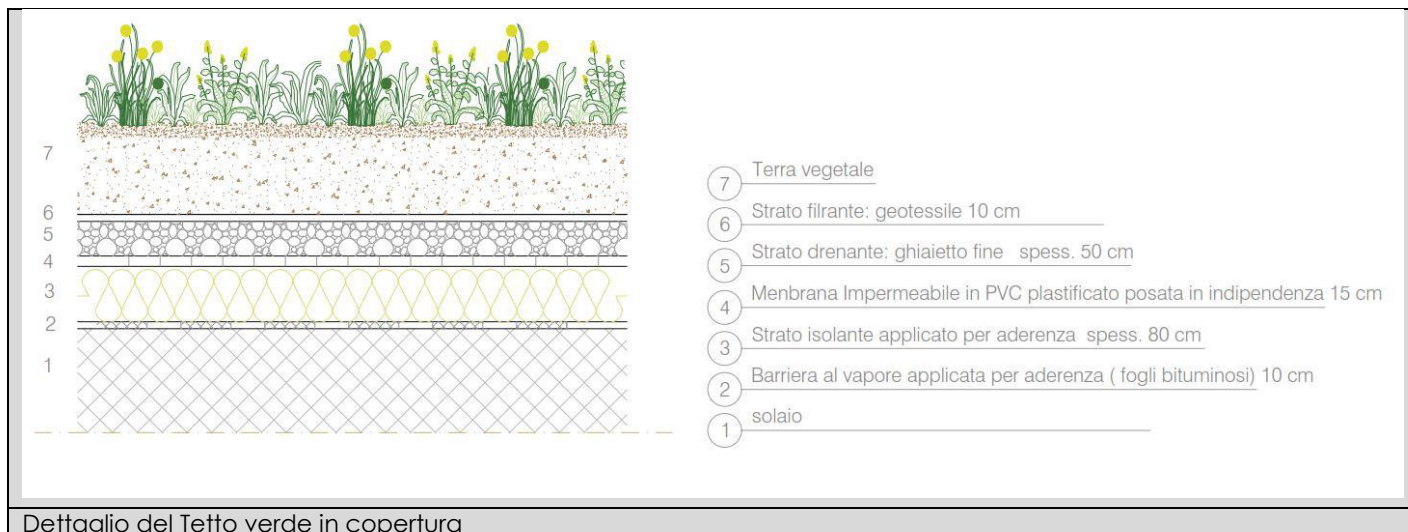 7
6
5
4
3
2
1
7 Terra vegetale
6 Strato filrante: geotessile 10 cm
5 Strato drenante: ghiaietto fine spess. 50 cm
4 Menbrana Impermeabile in PVC plastificato posata in indipendenza 15 cm
3 Strato isolante applicato per aderenza spess. 80 cm
2 Barriera al vapore applicata per aderenza ( fogli bituminosi) 10 cm
1 solaio
Dettaglio del Tetto verde in copertura